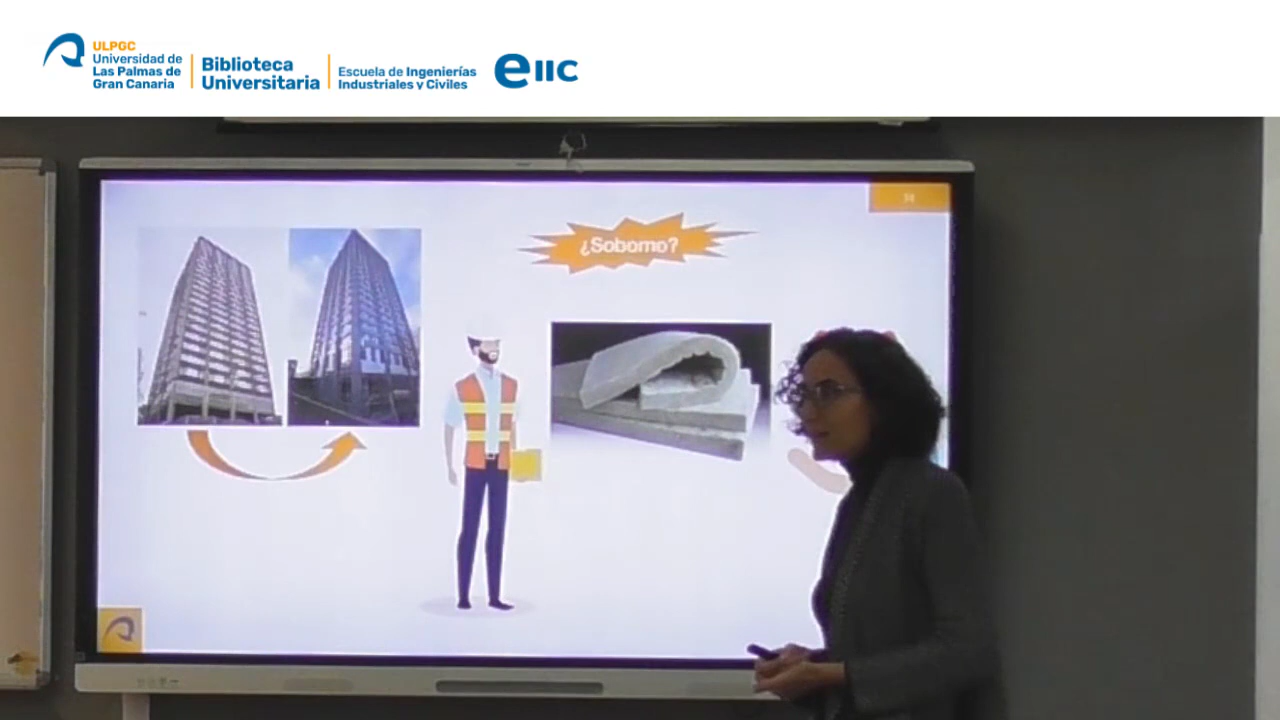 ULPGC
Universidad de
Las Palmas de
Gran Canaria
Biblioteca
Universitaria
Escuela de Ingenierías
Industriales y Civiles
eiic
¿Soborno?